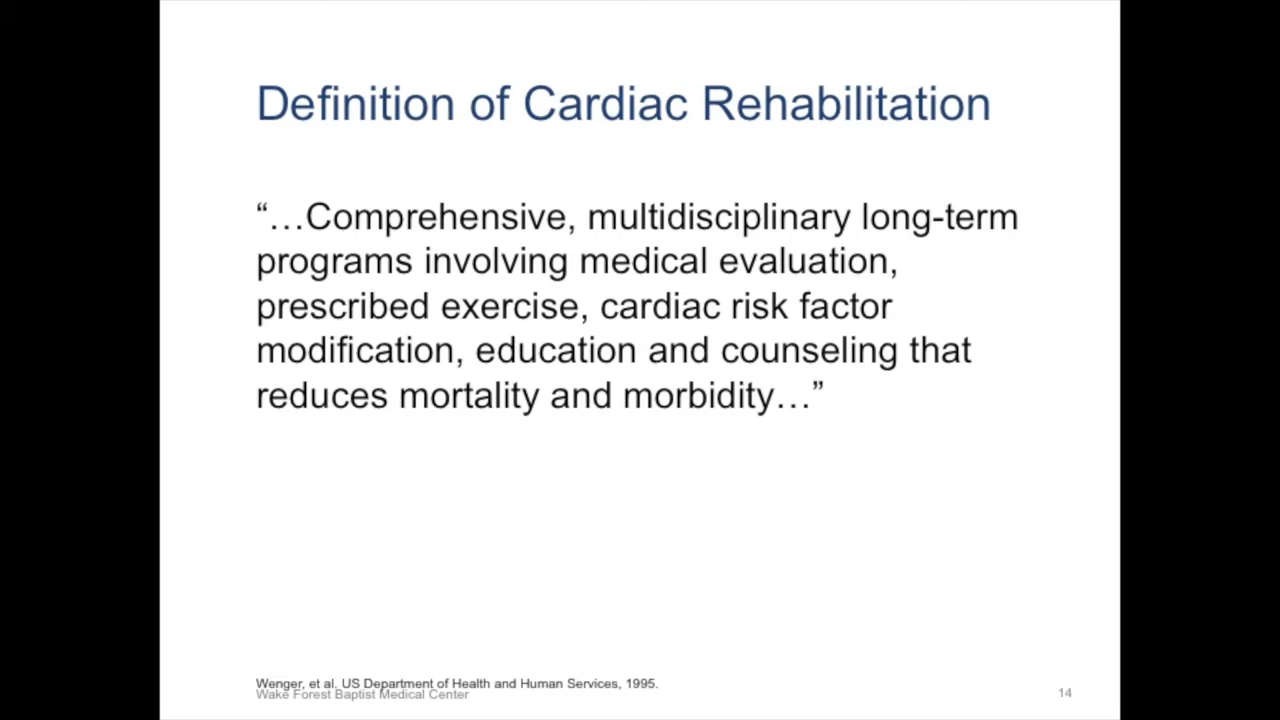 Definition of Cardiac Rehabilitation
“…Comprehensive, multidisciplinary long-term
programs involving medical evaluation,
prescribed exercise, cardiac risk factor
modification, education and counseling that
reduces mortality and morbidity…”
Wenger, et al. US Department of Health and Human Services, 1995.
Wake Forest Baptist Medical Center
14